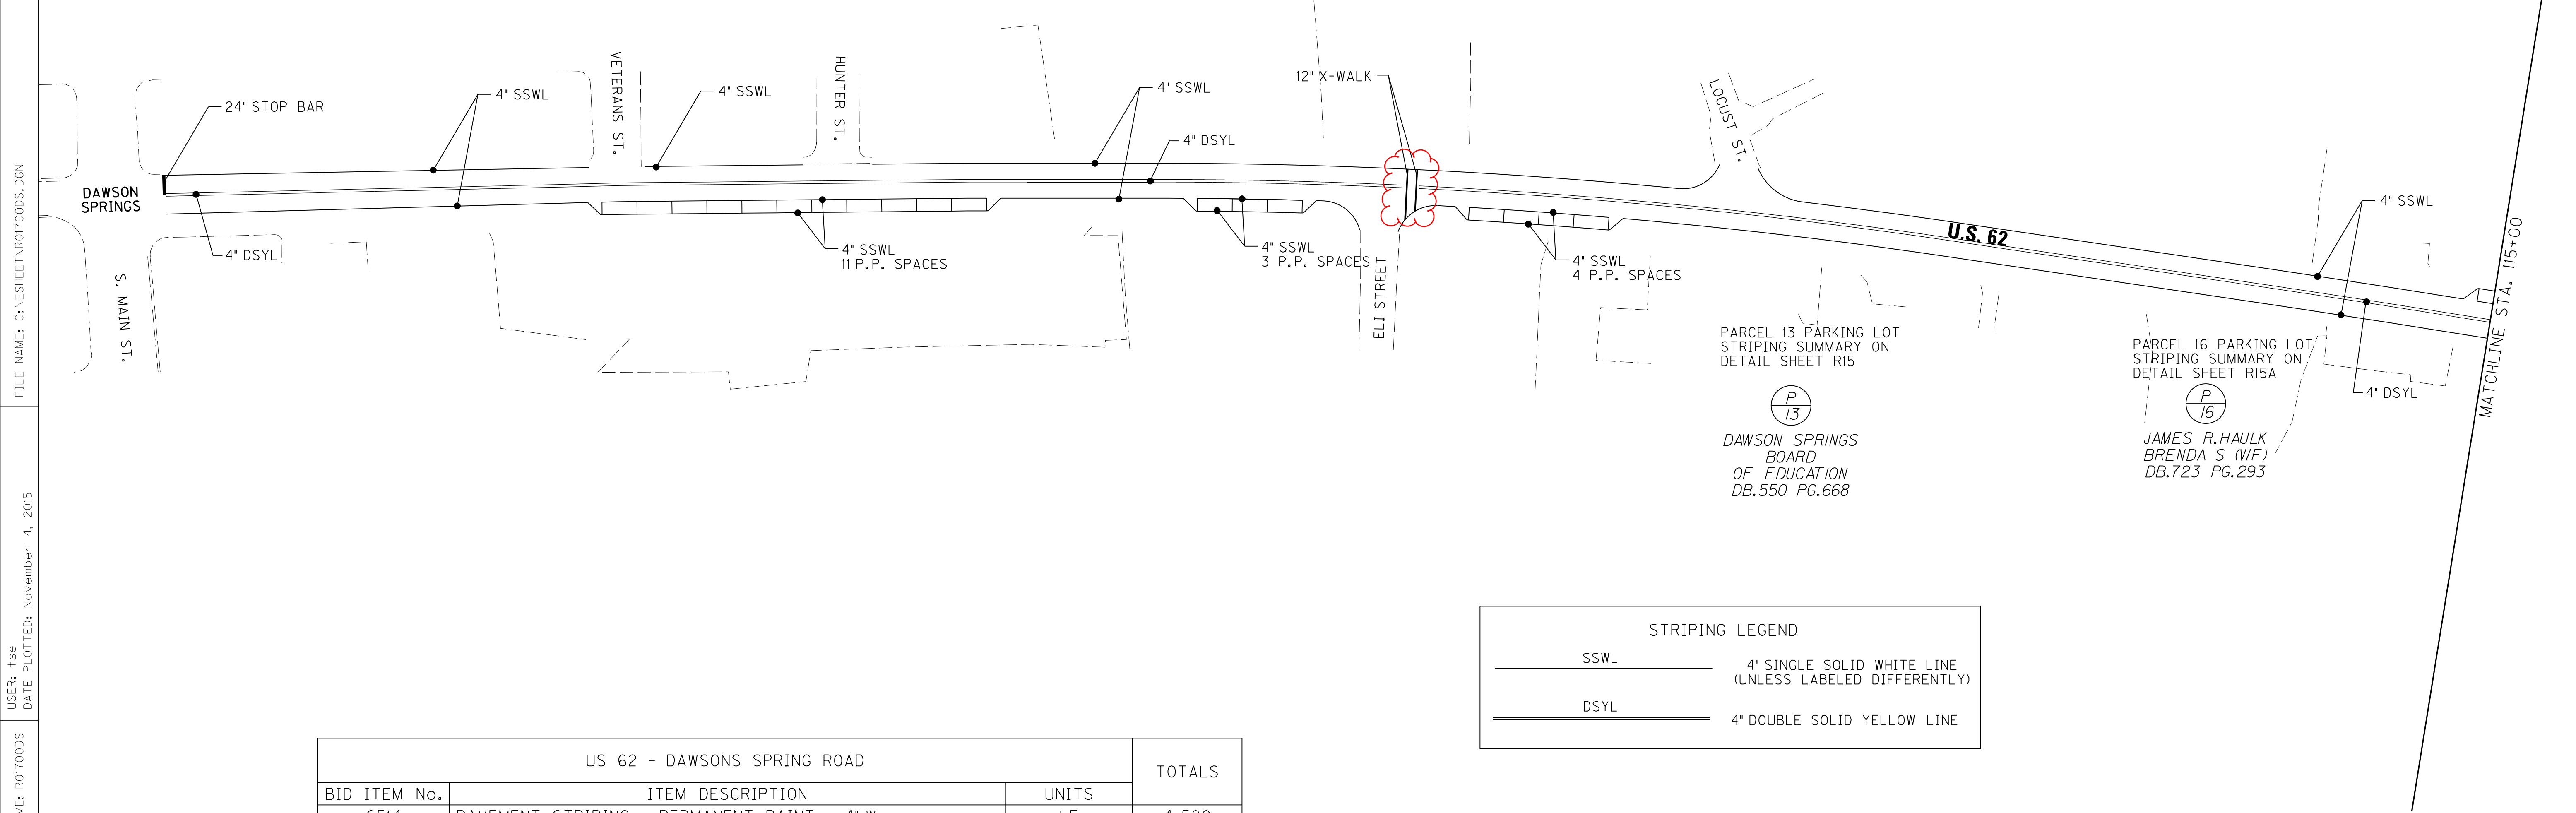 FILE NAME: C:\ESHEET\R01700DS.DGN
USER: tse
DATE PLOTTED: November 4, 2015
ME: R01700DS
DAWSON
SPRINGS
24" STOP BAR
4" DSYL
S. MAIN ST.
4" SSWL
VETERANS ST.
4" SSWL
HUNTER ST.
4" SSWL
11 P.P. SPACES
4" SSWL
4" DSYL
4" SSWL
3 P.P. SPACES
12" X-WALK
ELI STREET
4" SSWL
4 P.P. SPACES
LOCUST ST.
U.S. 62
4" SSWL
4" DSYL
MATCHLINE STA. 115+00
PARCEL 13 PARKING LOT
STRIPING SUMMARY ON
DETAIL SHEET R15
P
13
DAWSON SPRINGS
BOARD
OF EDUCATION
DB.550 PG.668
PARCEL 16 PARKING LOT
STRIPING SUMMARY ON
DETAIL SHEET R15A
P
16
JAMES R.HAULK
BRENDA S (WF)
DB.723 PG.293
STRIPING LEGEND
SSWL
4" SINGLE SOLID WHITE LINE
(UNLESS LABELED DIFFERENTLY)
DSYL
4" DOUBLE SOLID YELLOW LINE
US 62 - DAWSONS SPRING ROAD
TOTALS
BID ITEM No.
ITEM DESCRIPTION
UNITS